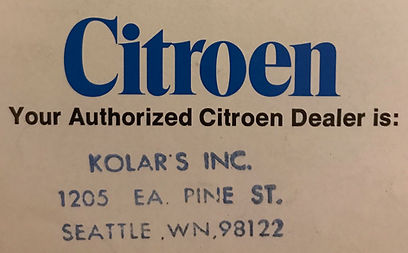 Citroen
Your Authorized Citroen Dealer is:
KOLAR'S INC.
1205 EA. PINE ST.
SEATTLE .WN,98122